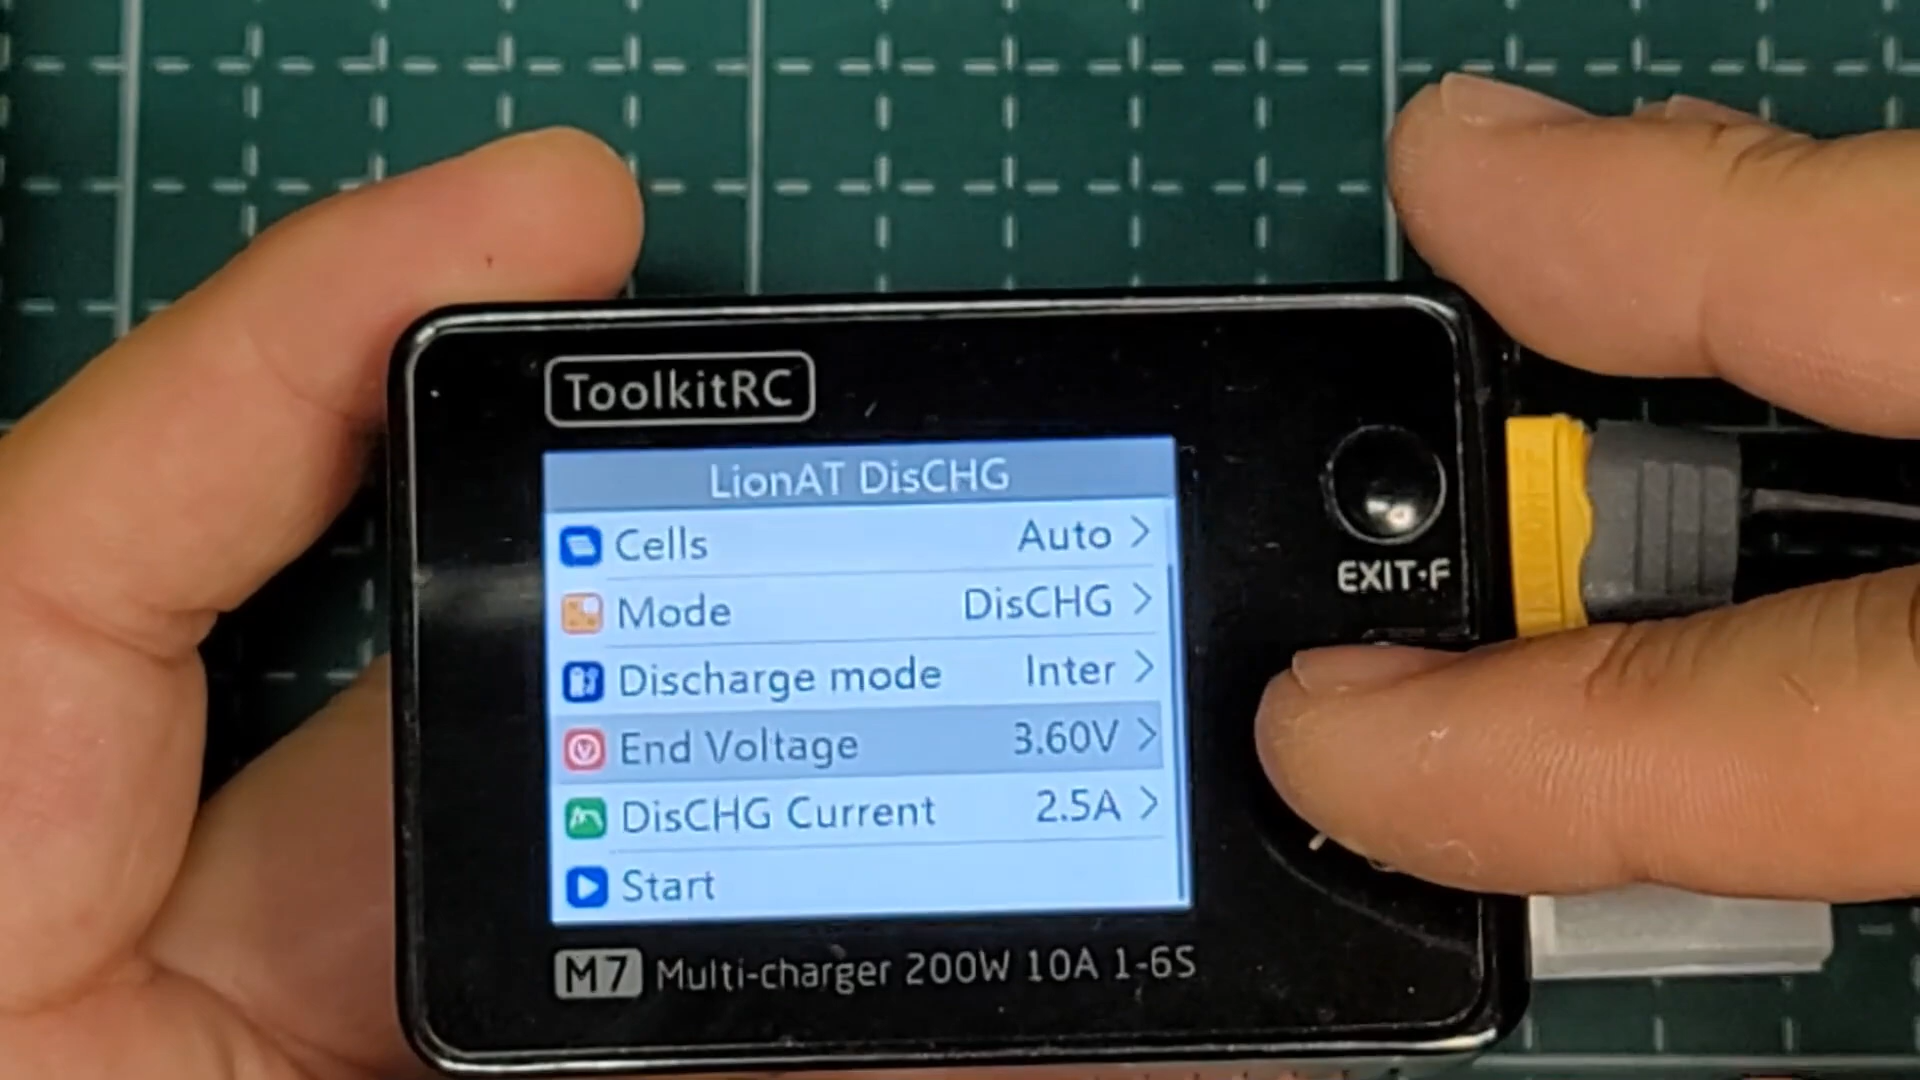 ToolkitRC
LionAT DisCHG
Cells Auto >
Mode DisCHG >
Discharge mode Inter >
End Voltage 3.60V >
DisCHG Current 2.5A >
Start
EXIT·F
M7 Multi-charger 200W 10A 1-6S